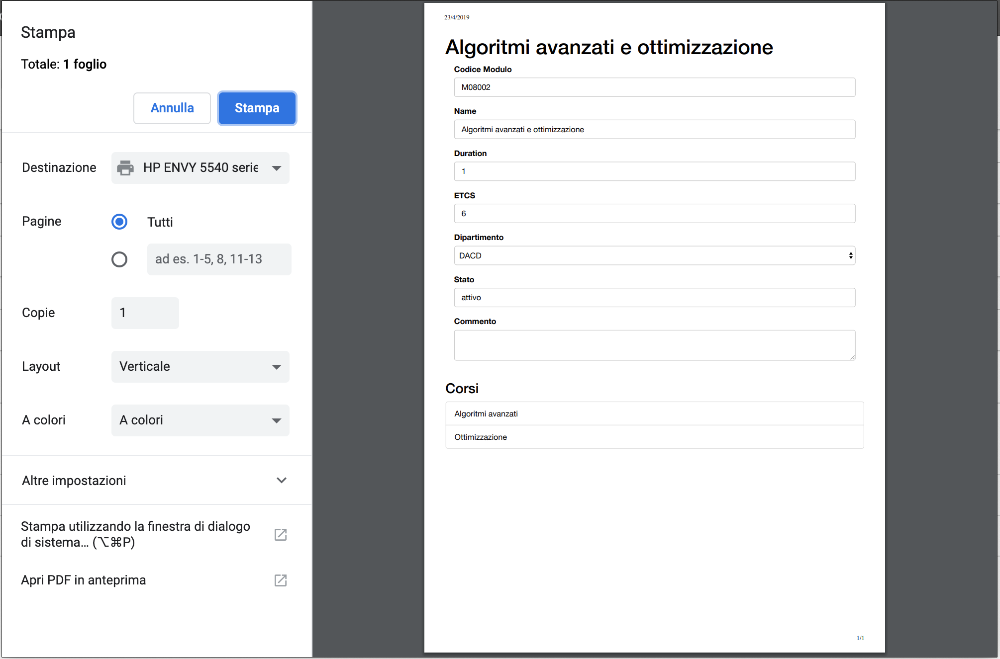 Stampa
Totale: 1 foglio
Annulla
Stampa
Destinazione
HP ENVY 5540 serie
Pagine
Tutti
ad es. 1-5, 8, 11-13
Copie
1
Layout
Verticale
A colori
A colori
Altre impostazioni
Stampa utilizzando la finestra di dialogo
di sistema... (⌥⌘P)
Apri PDF in anteprima
23/4/2019
Algoritmi avanzati e ottimizzazione
Codice Modulo
M08002
Name
Algoritmi avanzati e ottimizzazione
Duration
1
ETCS
6
Dipartimento
DACD
Stato
attivo
Commento
Corsi
Algoritmi avanzati
Ottimizzazione
1/1